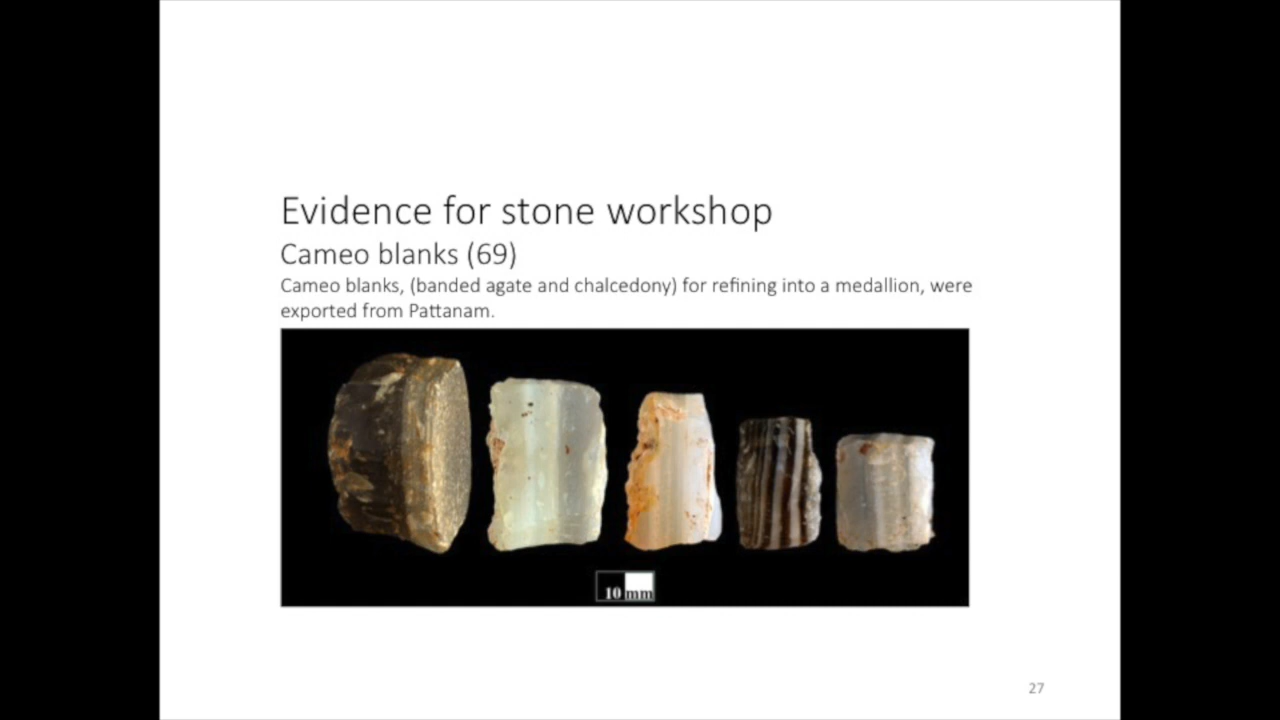 Evidence for stone workshop
Cameo blanks (69)
Cameo blanks, (banded agate and chalcedony) for refining into a medallion, were
exported from Pattanam.
10 mm
27